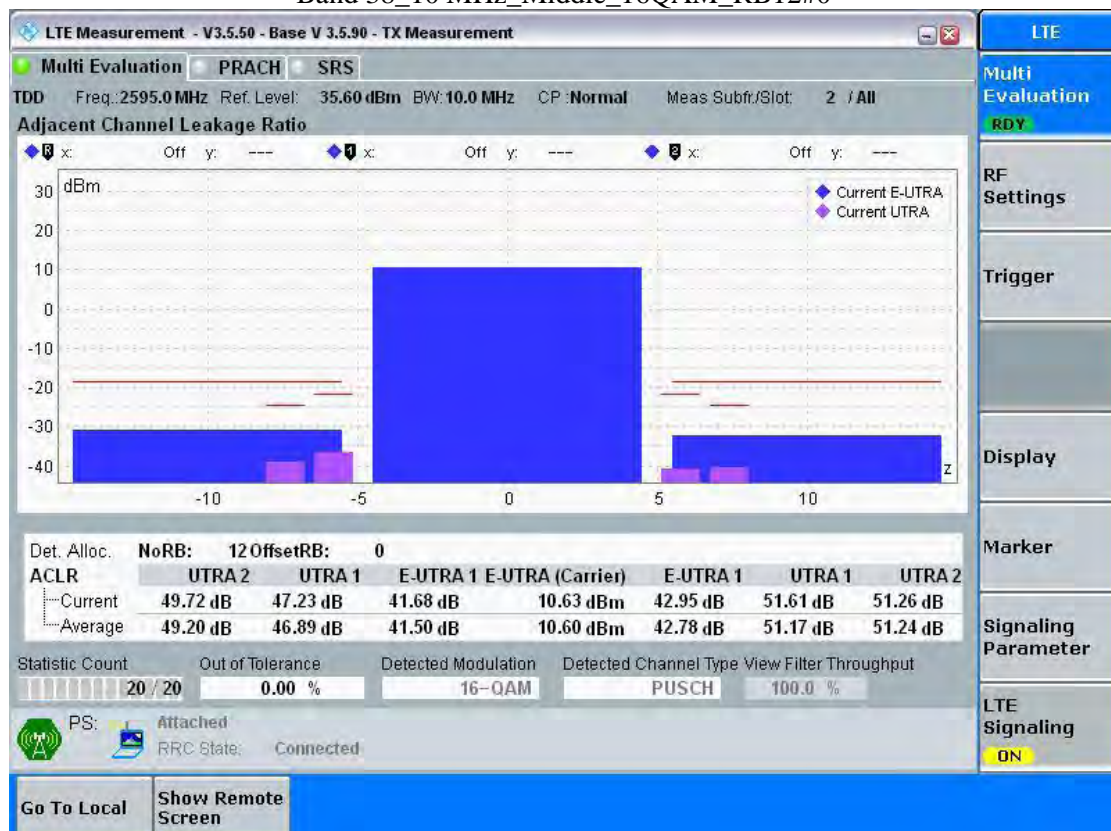 LTE Measurement - V3.5.50 - Base V 3.5.90 - TX Measurement
LTE
Multi Evaluation PRACH SRS
TDD Freq.:2595.0 MHz Ref. Level: 35.60 dBm BW:10.0 MHz CP :Normal Meas Subfr./Slot: 2 / All
Adjacent Channel Leakage Ratio
R x: Off y: --- 1 x: Off y: --- 2 x: Off y: ---
dBm
Current E-UTRA
Current UTRA
30
20
10
0
-10
-20
-30
-40
z
-10 -5 0 5 10
Det. Alloc. NoRB: 12 OffsetRB: 0
ACLR UTRA 2 UTRA 1 E-UTRA 1 E-UTRA (Carrier) E-UTRA 1 UTRA 1 UTRA 2
Current 49.72 dB 47.23 dB 41.68 dB 10.63 dBm 42.95 dB 51.61 dB 51.26 dB
Average 49.20 dB 46.89 dB 41.50 dB 10.60 dBm 42.78 dB 51.17 dB 51.24 dB
Statistic Count Out of Tolerance Detected Modulation Detected Channel Type View Filter Throughput
20 / 20 0.00 % 16-QAM PUSCH 100.0 %
PS: Attached
RRC State: Connected
Multi
Evaluation
RDY
RF
Settings
Trigger
Display
Marker
Signaling
Parameter
LTE
Signaling
ON
Go To Local
Show Remote
Screen